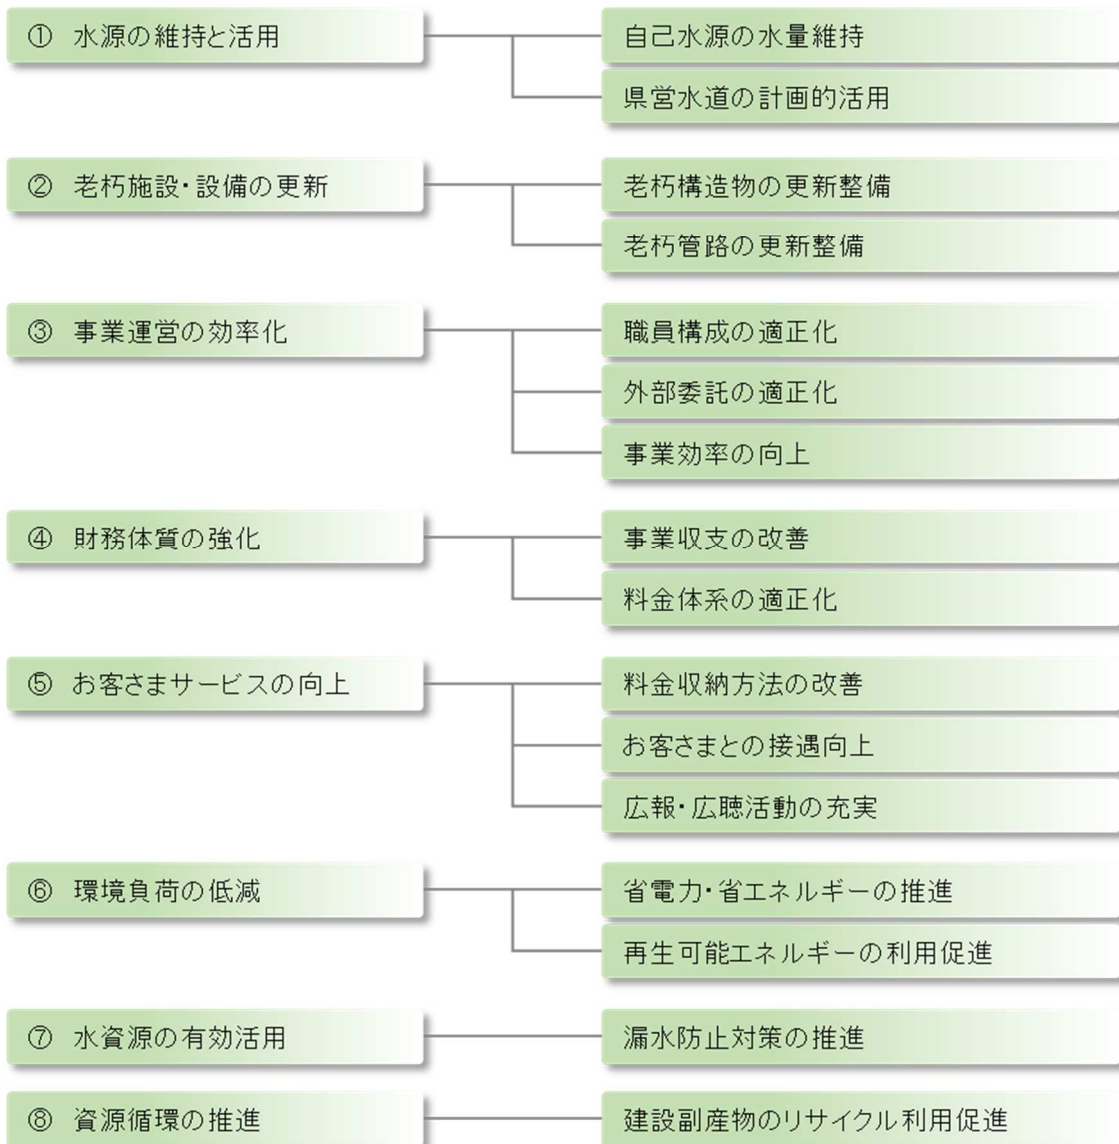 ① 水源の維持と活用
自己水源の水量維持
県営水道の計画的活用
② 老朽施設・設備の更新
老朽構造物の更新整備
老朽管路の更新整備
③ 事業運営の効率化
職員構成の適正化
外部委託の適正化
事業効率の向上
④ 財務体質の強化
事業収支の改善
料金体系の適正化
⑤ お客さまサービスの向上
料金収納方法の改善
お客さまとの接遇向上
広報・広聴活動の充実
⑥ 環境負荷の低減
省電力・省エネルギーの推進
再生可能エネルギーの利用促進
⑦ 水資源の有効活用
漏水防止対策の推進
⑧ 資源循環の推進
建設副産物のリサイクル利用促進